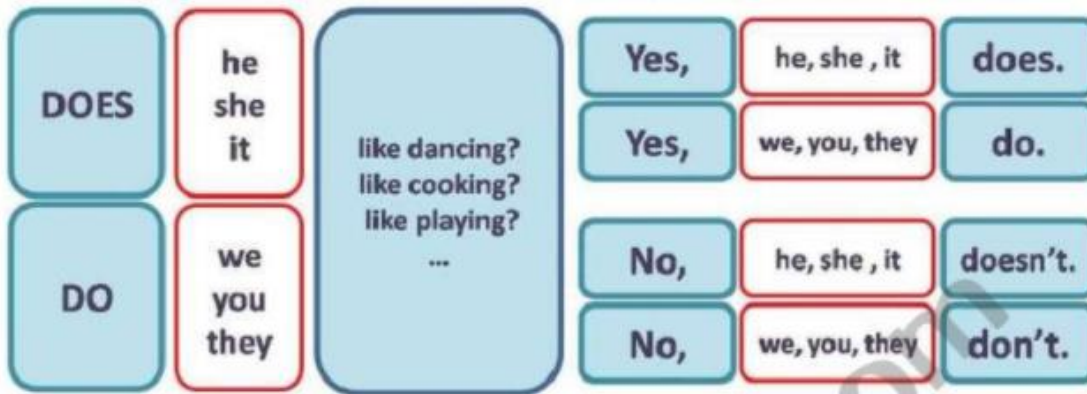 DOES
he
she
it
DO
we
you
they
like dancing?
like cooking?
like playing?
...
Yes, he, she , it does.
Yes, we, you, they do.
No, he, she , it doesn't.
No, we, you, they don't.
om